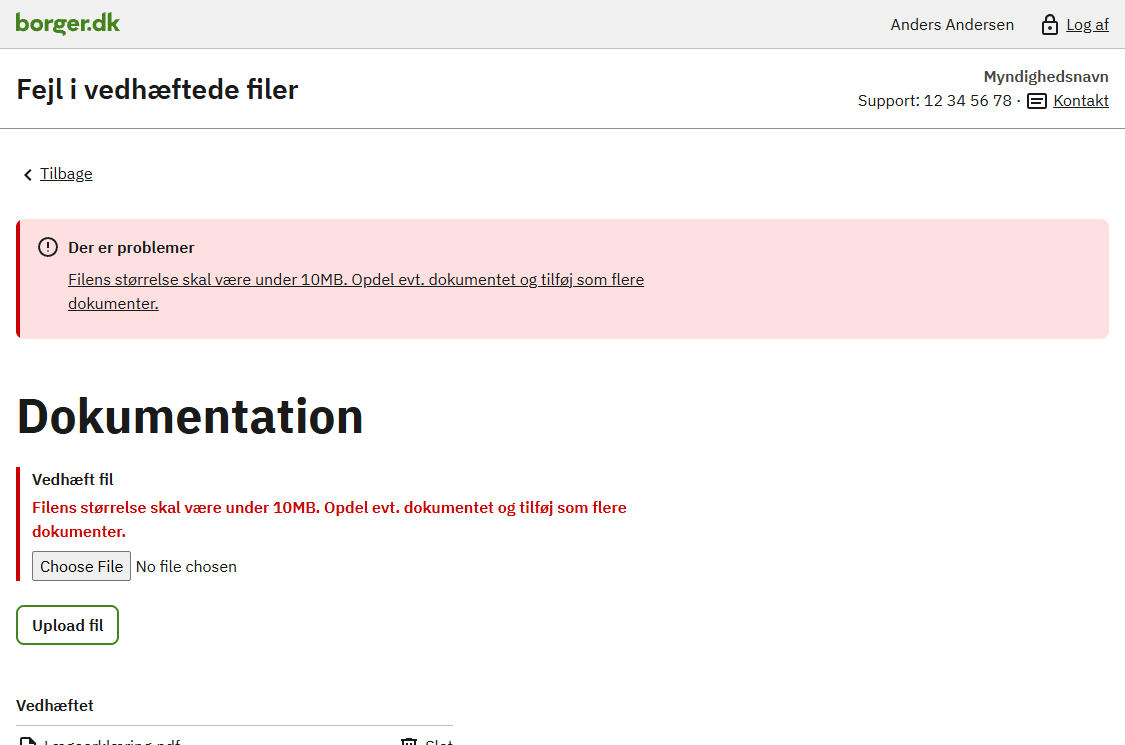 borger.dk
Anders Andersen
Log af
Fejl i vedhæftede filer
Myndighedsnavn
Support: 12 34 56 78 · Kontakt
Tilbage
Der er problemer
Filens størrelse skal være under 10MB. Opdel evt. dokumentet og tilføj som flere
dokumenter.
Dokumentation
Vedhæft fil
Filens størrelse skal være under 10MB. Opdel evt. dokumentet og tilføj som flere
dokumenter.
Choose File No file chosen
Upload fil
Vedhæftet
Lægeerklæring.pdf
Slet